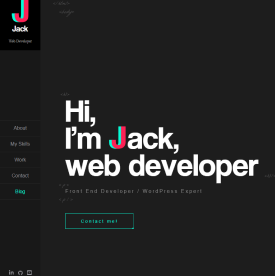 Jack
Web Developer
About
My Skills
Work
Contact
Blog
Hi,
I'm Jack,
web developer
Front End Developer / WordPress Expert
Contact me!